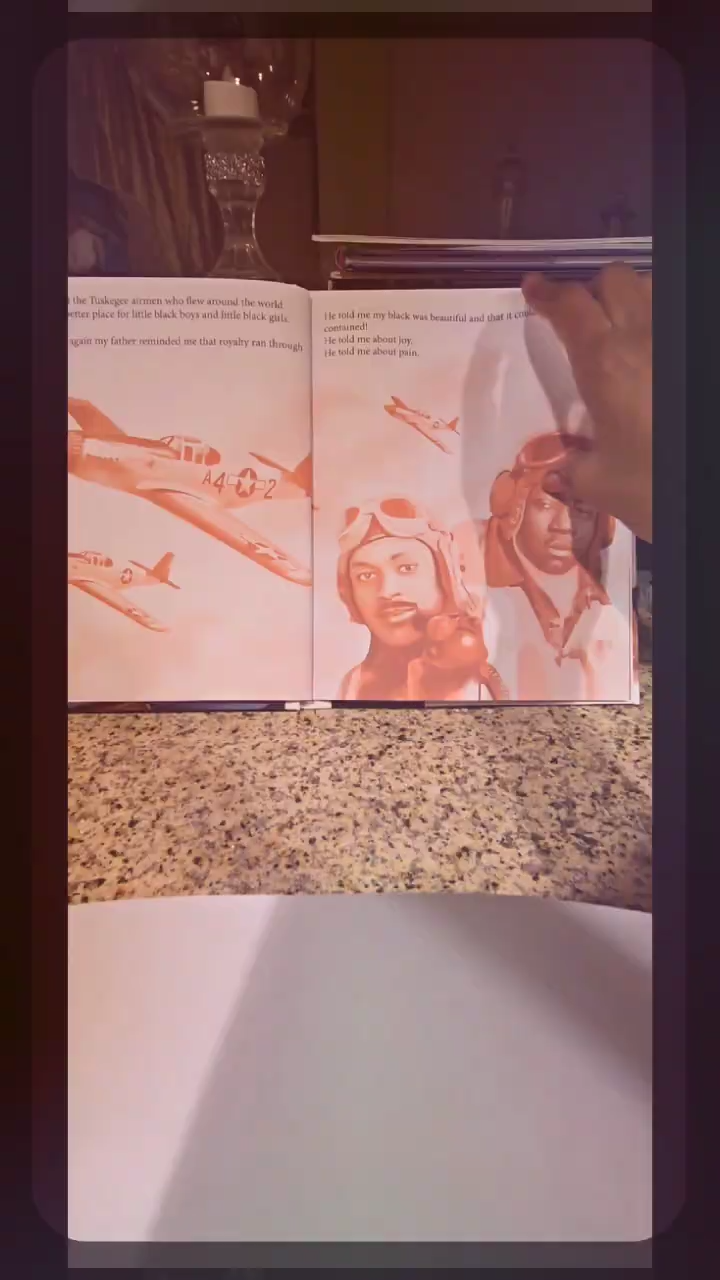 the Tuskegee airmen who flew around the world
better place for little black boys and little black girls.
again my father reminded me that royalty ran through
A4 2
He told me my black was beautiful and that it
contained!
He told me about joy,
He told me about pain.